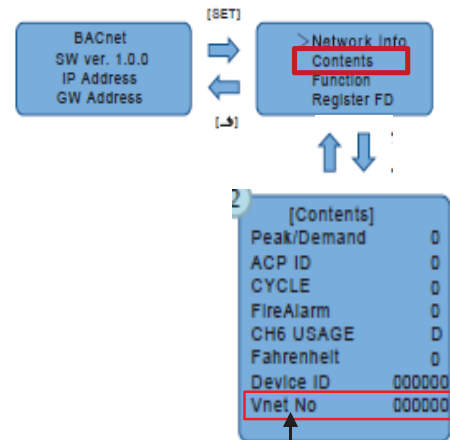 [SET]
BACnet
SW ver. 1.0.0
IP Address
GW Address
>Network Info
Contents
Function
Register FD
2
[Contents]
Peak/Demand 0
ACP ID 0
CYCLE 0
FireAlarm 0
CH6 USAGE D
Fahrenheit 0
Device ID 000000
Vnet No 000000